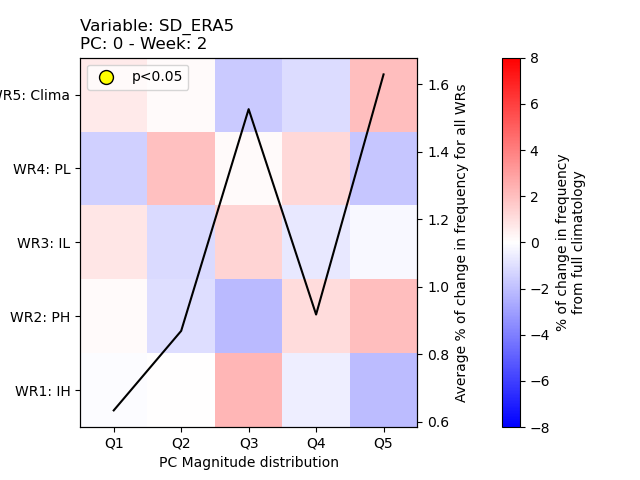 Variable: SD_ERA5
PC: 0 - Week: 2
p<0.05
WR5: Clima
WR4: PL
WR3: IL
WR2: PH
WR1: IH
Q1 Q2 Q3 Q4 Q5
PC Magnitude distribution
1.6
1.4
1.2
1.0
0.8
0.6
Average % of change in frequency for all WRs
8
6
4
2
0
−2
−4
−6
−8
% of change in frequency
from full climatology